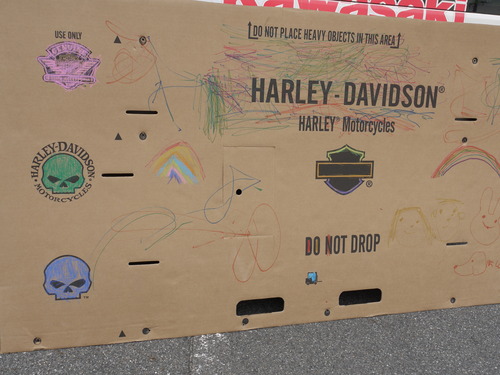 Kawasaki
USE ONLY
DO NOT PLACE HEAVY OBJECTS IN THIS AREA
HARLEY-DAVIDSON®
HARLEY® Motorcycles
HARLEY-DAVIDSON
MOTORCYCLES
®
DO NOT DROP
TM